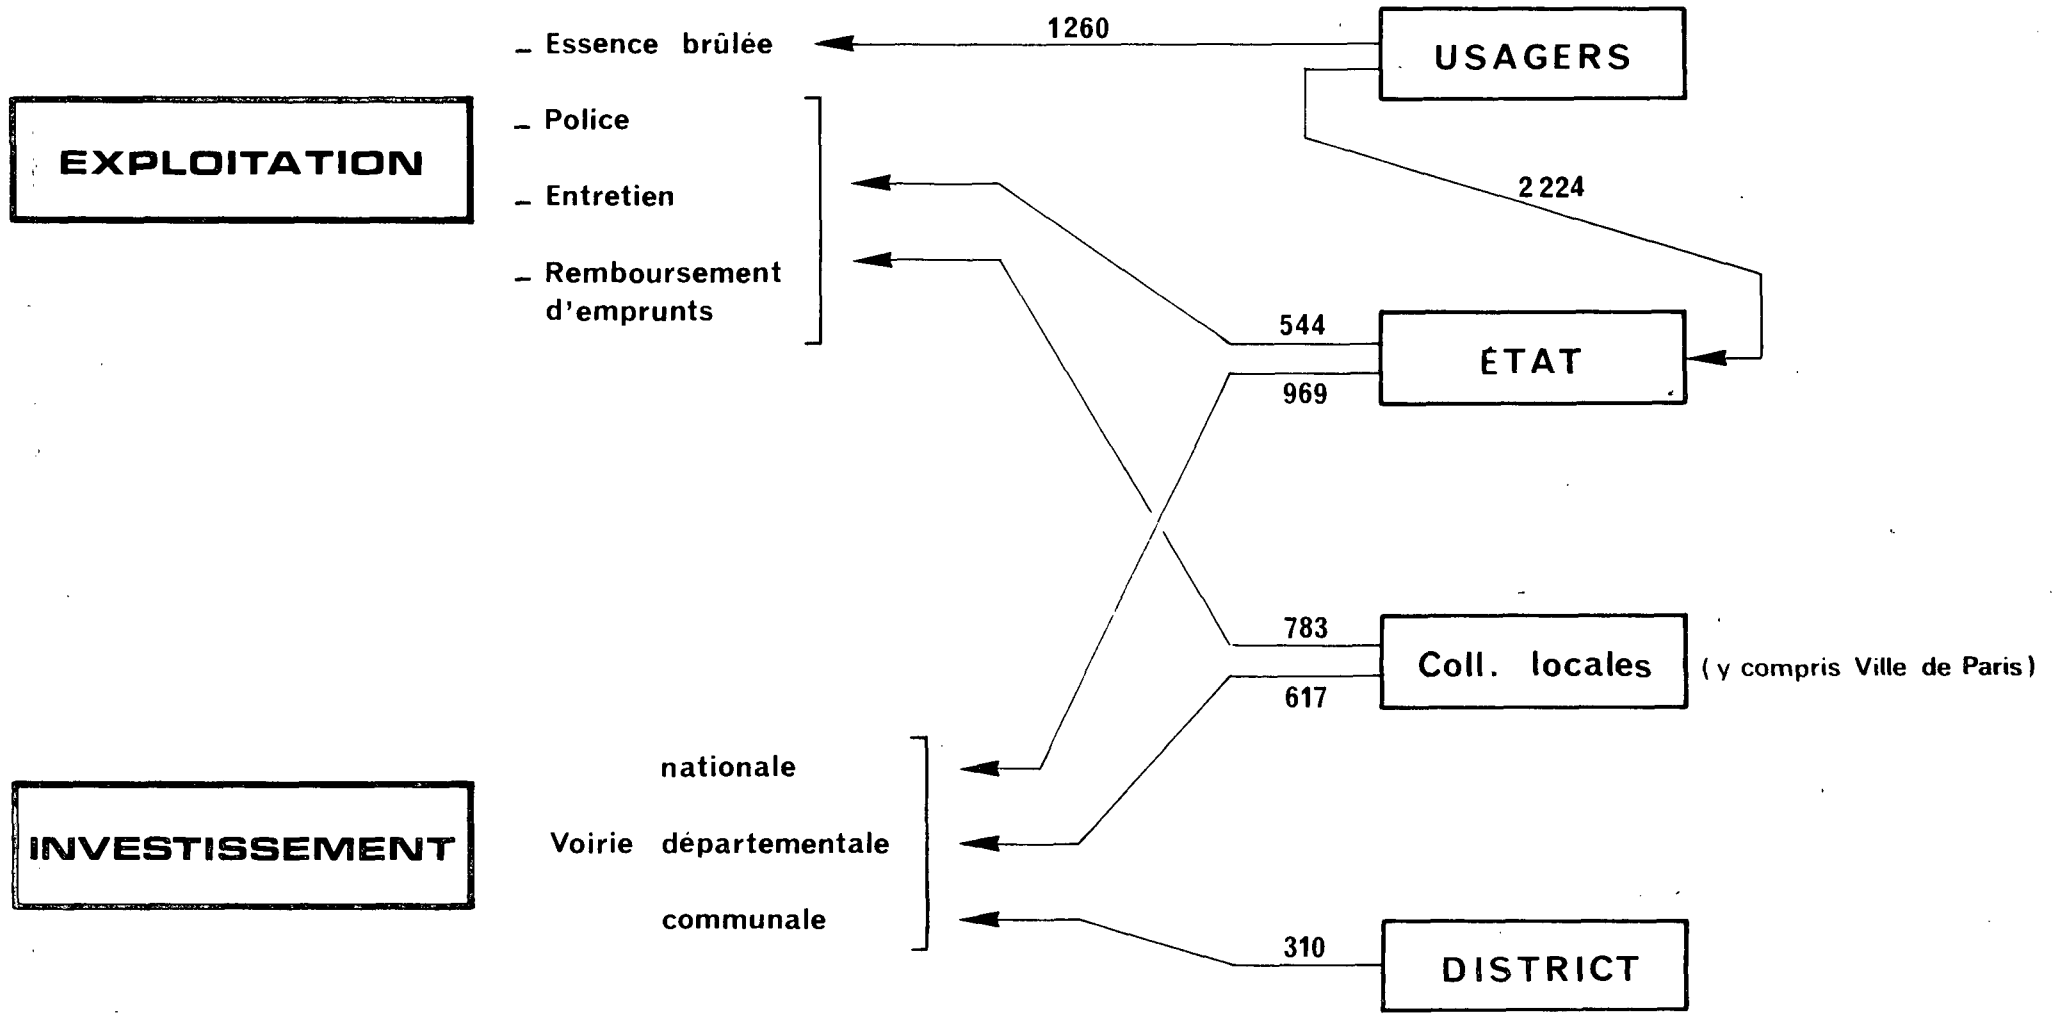 – Essence brûlée
1260
USAGERS
EXPLOITATION
– Police
– Entretien
– Remboursement
d'emprunts
2 224
544
ÉTAT
969
783
Coll. locales (y compris Ville de Paris)
617
INVESTISSEMENT
nationale
Voirie départementale
communale
310
DISTRICT